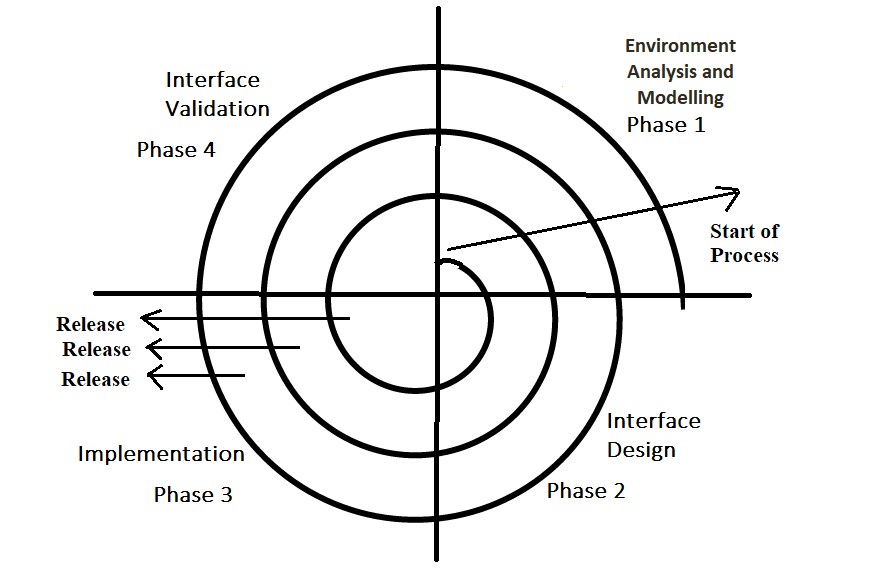 Environment
Analysis and
Modelling
Phase 1
Interface
Validation
Phase 4
Start of
Process
Release
Release
Release
Implementation
Phase 3
Interface
Design
Phase 2